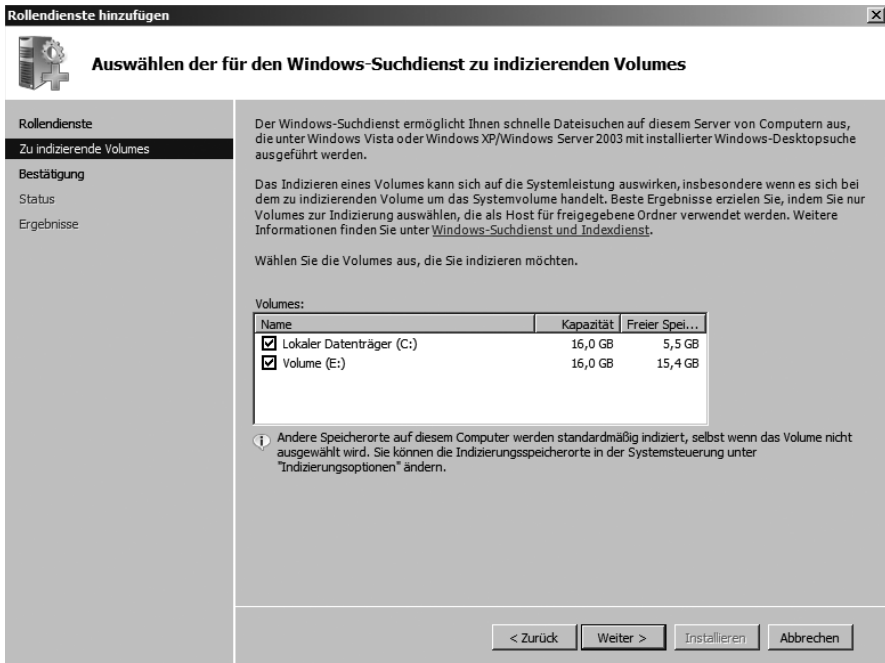 Rollendienste hinzufügen
Auswählen der für den Windows-Suchdienst zu indizierenden Volumes
Rollendienste
Zu indizierende Volumes
Bestätigung
Status
Ergebnisse
Der Windows-Suchdienst ermöglicht Ihnen schnelle Dateisuchen auf diesem Server von Computern aus,
die unter Windows Vista oder Windows XP/Windows Server 2003 mit installierter Windows-Desktopsuche
ausgeführt werden.
Das Indizieren eines Volumes kann sich auf die Systemleistung auswirken, insbesondere wenn es sich bei
dem zu indizierenden Volume um das Systemvolume handelt. Beste Ergebnisse erzielen Sie, indem Sie nur
Volumes zur Indizierung auswählen, die als Host für freigegebene Ordner verwendet werden. Weitere
Informationen finden Sie unter Windows-Suchdienst und Indexdienst.
Wählen Sie die Volumes aus, die Sie indizieren möchten.
Volumes:
Name Kapazität Freier Spei...
Lokaler Datenträger (C:) 16,0 GB 5,5 GB
Volume (E:) 16,0 GB 15,4 GB
Andere Speicherorte auf diesem Computer werden standardmäßig indiziert, selbst wenn das Volume nicht
ausgewählt wird. Sie können die Indizierungsspeicherorte in der Systemsteuerung unter
"Indizierungsoptionen" ändern.
< Zurück Weiter > Installieren Abbrechen